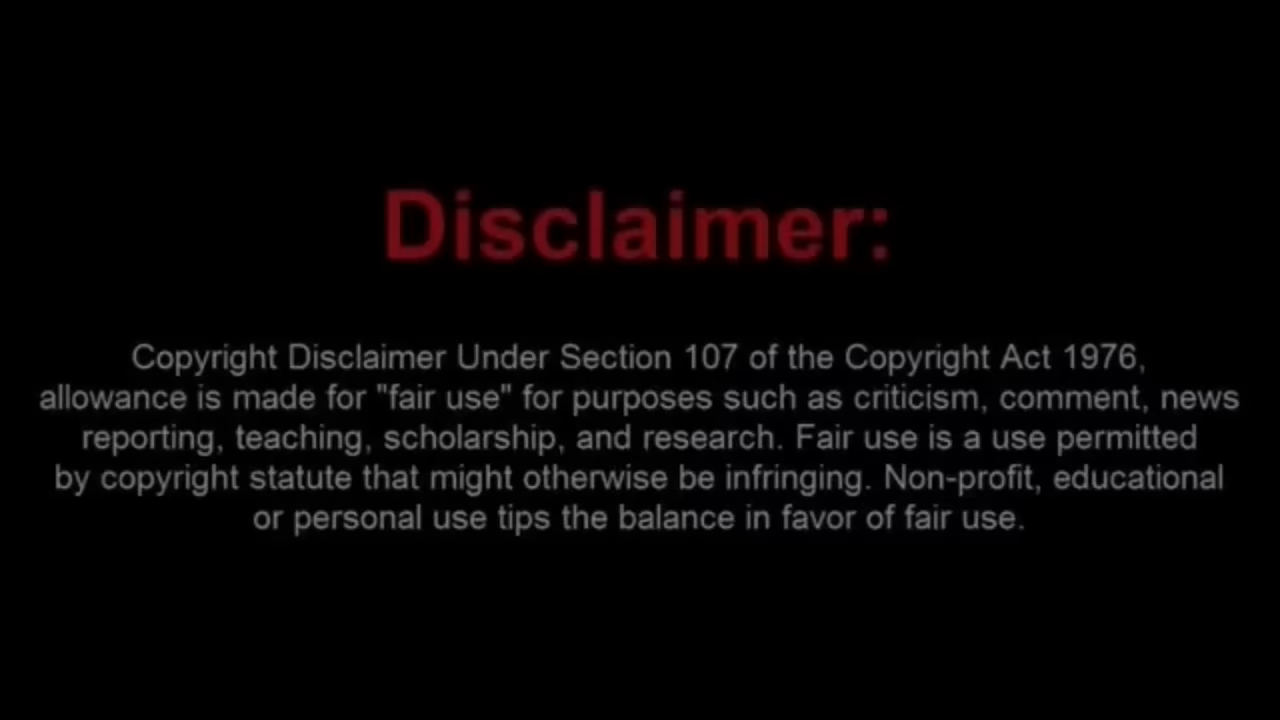 Disclaimer:
Copyright Disclaimer Under Section 107 of the Copyright Act 1976,
allowance is made for "fair use" for purposes such as criticism, comment, news
reporting, teaching, scholarship, and research. Fair use is a use permitted
by copyright statute that might otherwise be infringing. Non-profit, educational
or personal use tips the balance in favor of fair use.